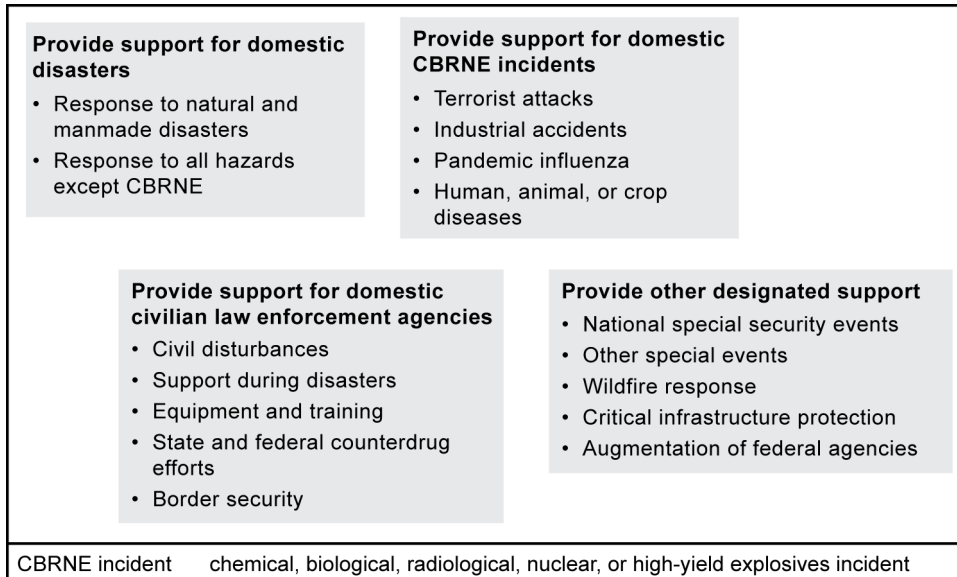 Provide support for domestic
disasters
• Response to natural and
manmade disasters
• Response to all hazards
except CBRNE
Provide support for domestic
CBRNE incidents
• Terrorist attacks
• Industrial accidents
• Pandemic influenza
• Human, animal, or crop
diseases
Provide support for domestic
civilian law enforcement agencies
• Civil disturbances
• Support during disasters
• Equipment and training
• State and federal counterdrug
efforts
• Border security
Provide other designated support
• National special security events
• Other special events
• Wildfire response
• Critical infrastructure protection
• Augmentation of federal agencies
CBRNE incident chemical, biological, radiological, nuclear, or high-yield explosives incident